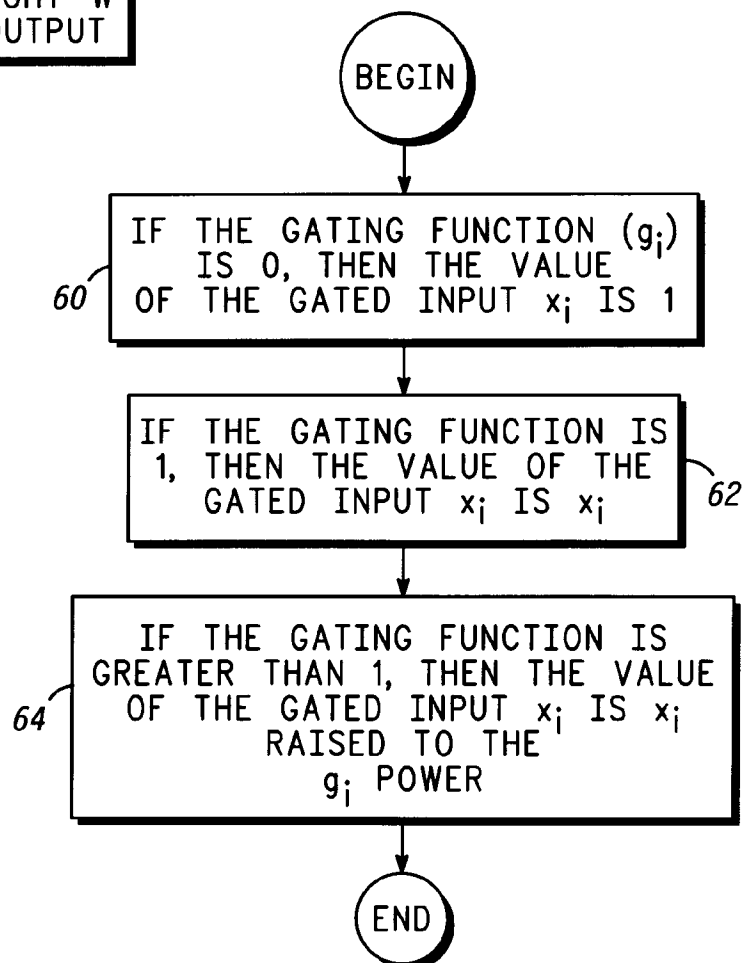 OUTPUT
BEGIN
IF THE GATING FUNCTION (gi)
IS 0, THEN THE VALUE
OF THE GATED INPUT xi IS 1
60
IF THE GATING FUNCTION IS
1, THEN THE VALUE OF THE
GATED INPUT xi IS xi
62
IF THE GATING FUNCTION IS
GREATER THAN 1, THEN THE VALUE
OF THE GATED INPUT xi IS xi
RAISED TO THE
gi POWER
64
END